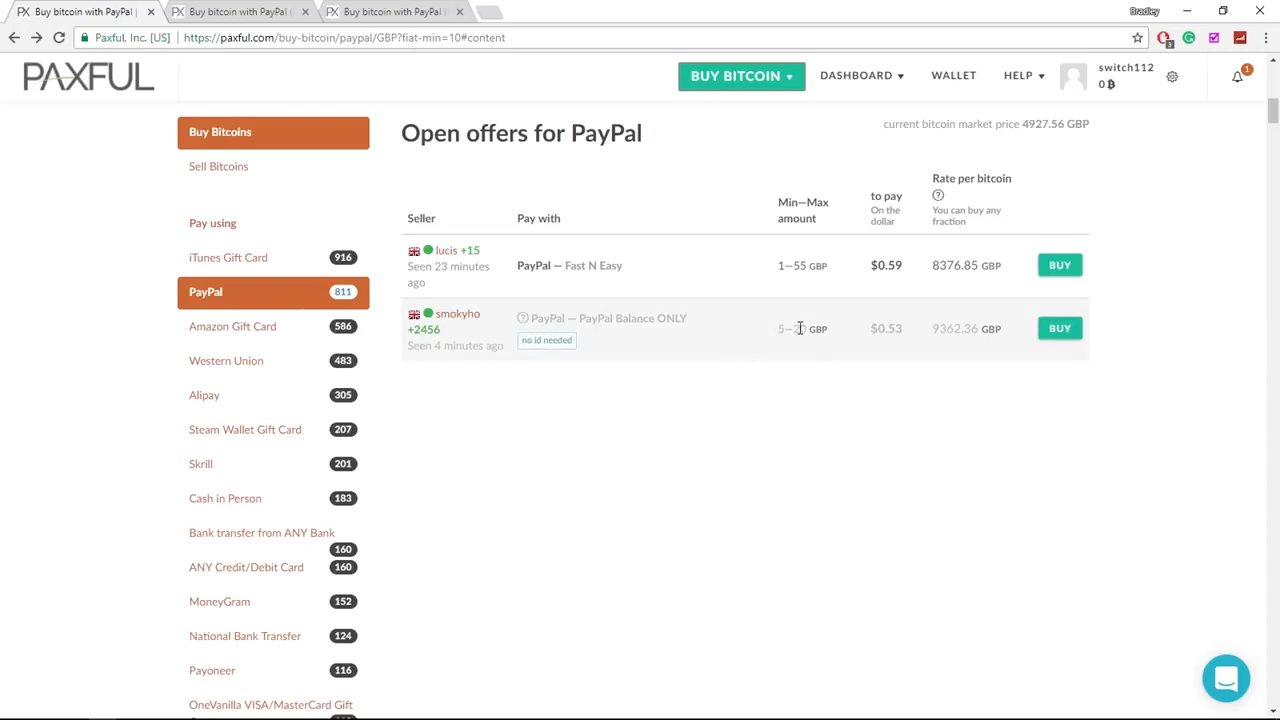 Buy bitcoin with PayPal |
Buy bitcoin with PayPal (
Buy bitcoin with PayPal (
Bradley
Paxful, Inc. [US]
https://paxful.com/buy-bitcoin/paypal/GBP?fiat-min=10#content
3
PAXFUL
BUY BITCOIN
DASHBOARD
WALLET
HELP
switch112
0
1
Buy Bitcoins
Sell Bitcoins
Pay using
iTunes Gift Card 916
PayPal 811
Amazon Gift Card 586
Western Union 483
Alipay 305
Steam Wallet Gift Card 207
Skrill 201
Cash in Person 183
Bank transfer from ANY Bank
160
ANY Credit/Debit Card 160
MoneyGram 152
National Bank Transfer 124
Payoneer 116
OneVanilla VISA/MasterCard Gift
Open offers for PayPal
current bitcoin market price 4927.56 GBP
Seller
Pay with
Min—Max
amount
to pay
On the
dollar
Rate per bitcoin
?
You can buy any
fraction
lucis +15
Seen 23 minutes
ago
PayPal — Fast N Easy
1—55 GBP
$0.59
8376.85 GBP
BUY
smokyho
+2456
Seen 4 minutes ago
? PayPal — PayPal Balance ONLY
no id needed
GBP
$0.53
9362.36 GBP
BUY